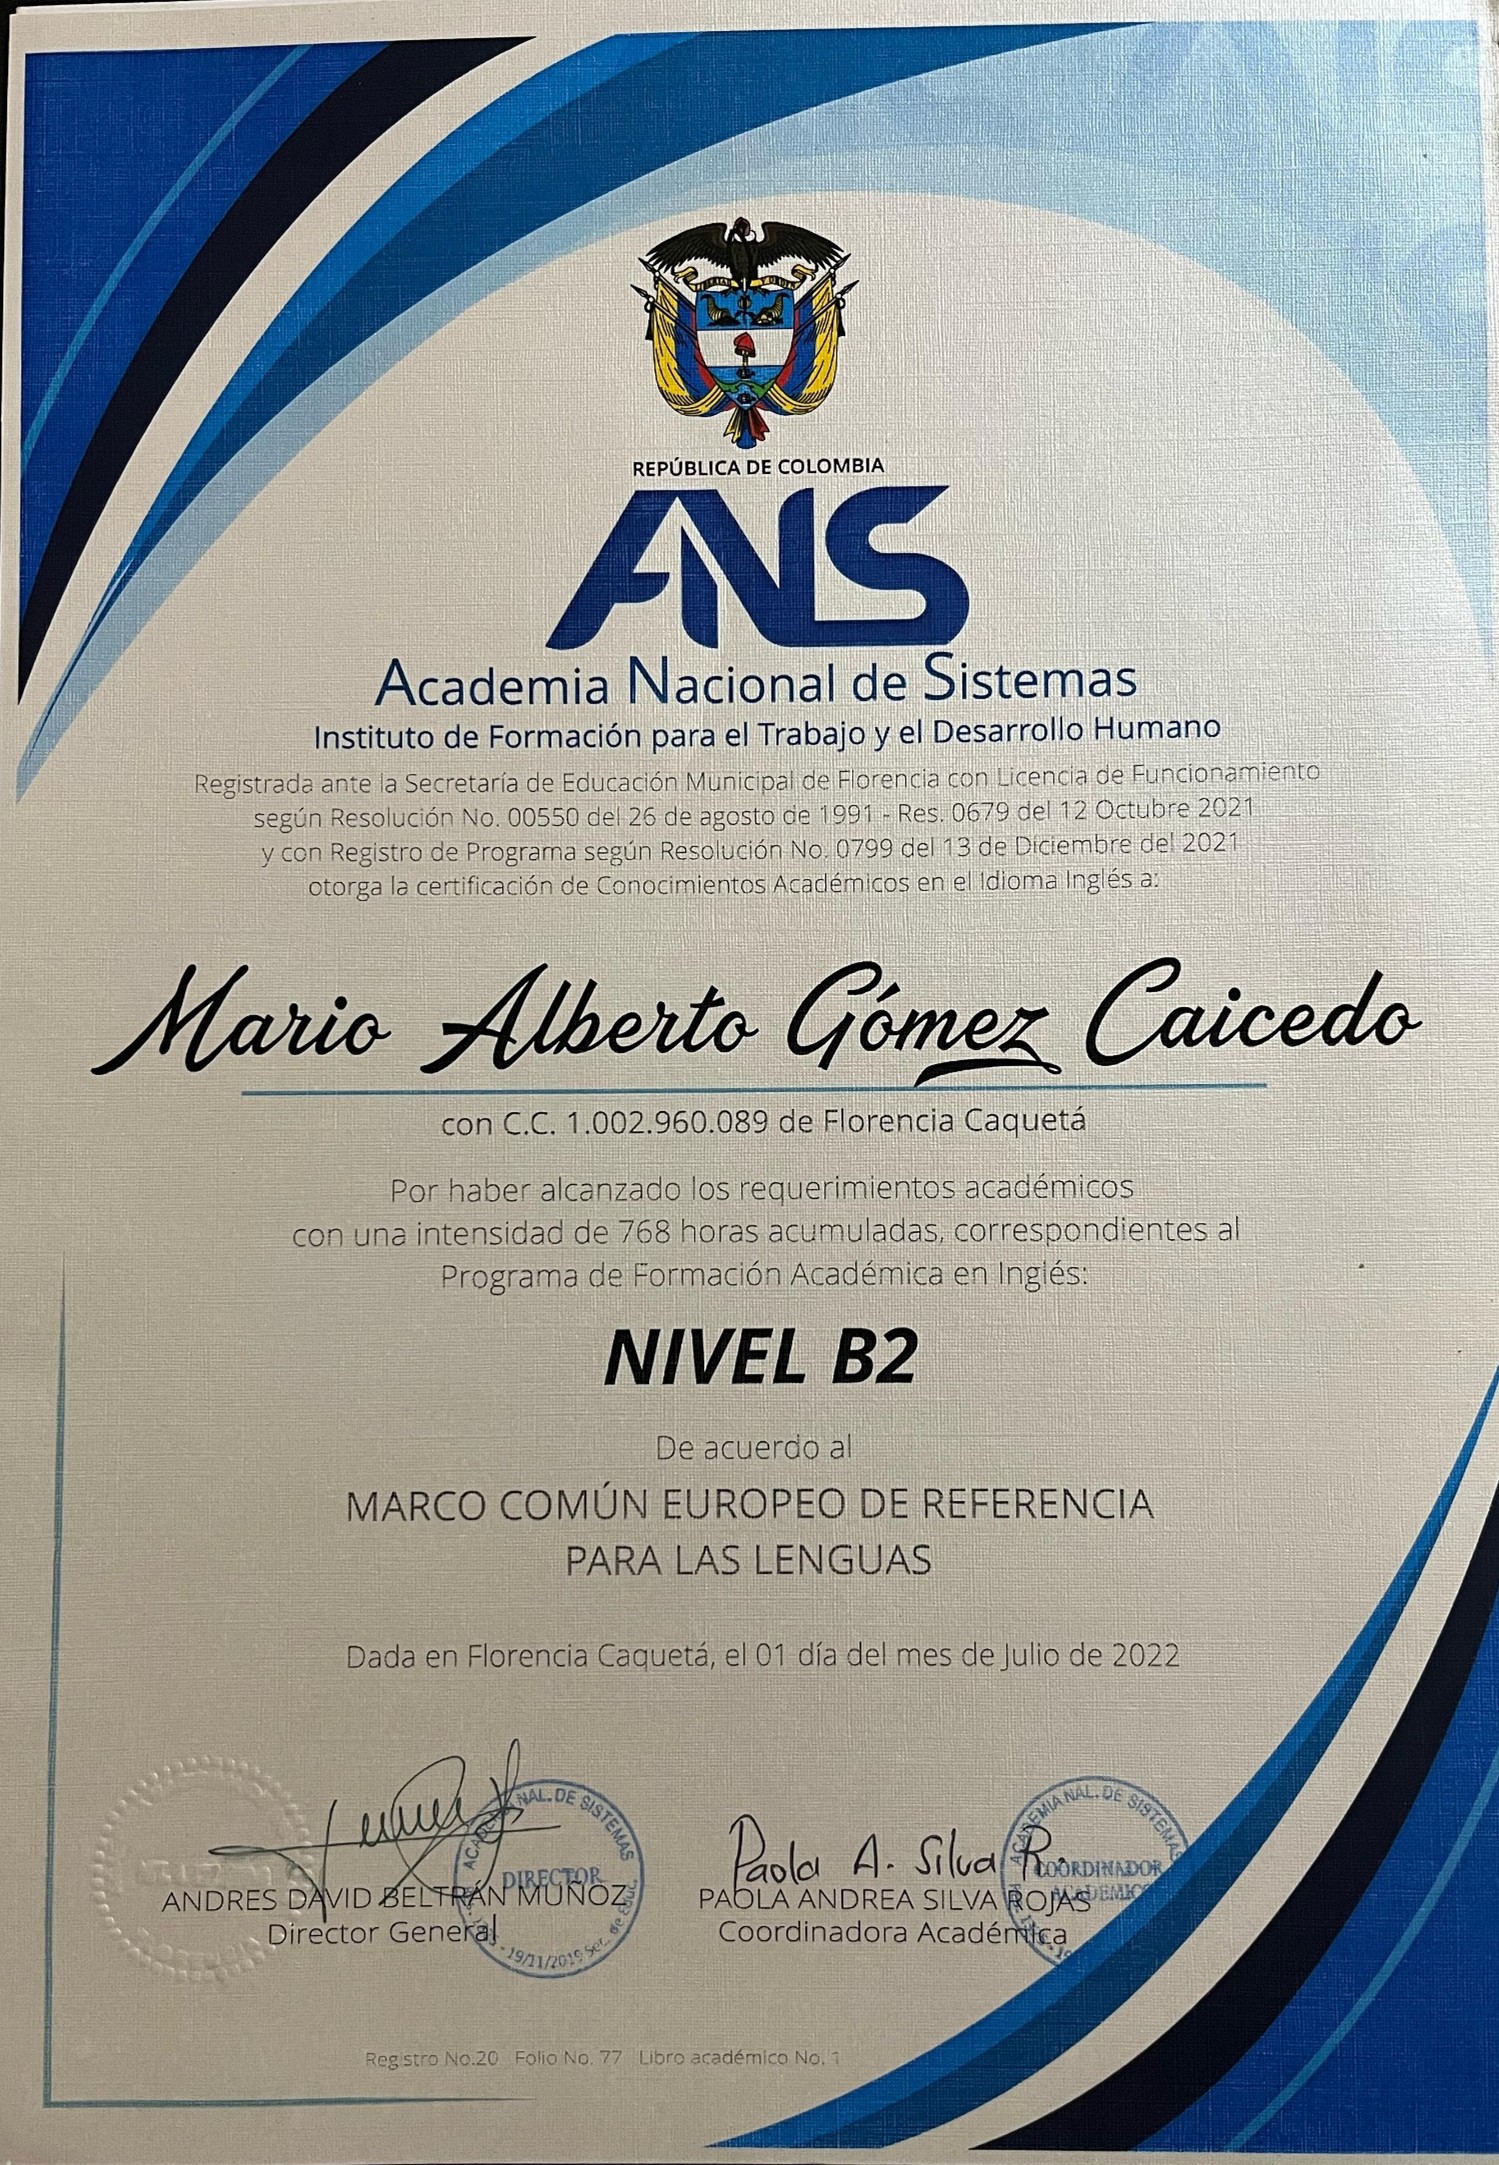 REPÚBLICA DE COLOMBIA
ANS
Academia Nacional de Sistemas
Instituto de Formación para el Trabajo y el Desarrollo Humano
Registrada ante la Secretaría de Educación Municipal de Florencia con Licencia de Funcionamiento
según Resolución No. 00550 del 26 de agosto de 1991 - Res. 0679 del 12 Octubre 2021
y con Registro de Programa según Resolución No. 0799 del 13 de Diciembre del 2021
otorga la certificación de Conocimientos Académicos en el Idioma Inglés a:
Mario Alberto Gómez Caicedo
con C.C. 1.002.960.089 de Florencia Caquetá
Por haber alcanzado los requerimientos académicos
con una intensidad de 768 horas acumuladas, correspondientes al
Programa de Formación Académica en Inglés:
NIVEL B2
De acuerdo al
MARCO COMÚN EUROPEO DE REFERENCIA
PARA LAS LENGUAS
Dada en Florencia Caquetá, el 01 día del mes de Julio de 2022
ACADEMIA NAL. DE SISTEMAS
DIRECTOR
19/11/2019 Sec. de Educ.
ANDRES DAVID BELTRÁN MUÑOZ
Director General
Paola A. Silva R.
ACADEMIA NAL. DE SISTEMAS
COORDINADOR
ACADEMICO
PAOLA ANDREA SILVA ROJAS
Coordinadora Académica
Registro No.20 Folio No. 77 Libro académico No. 1